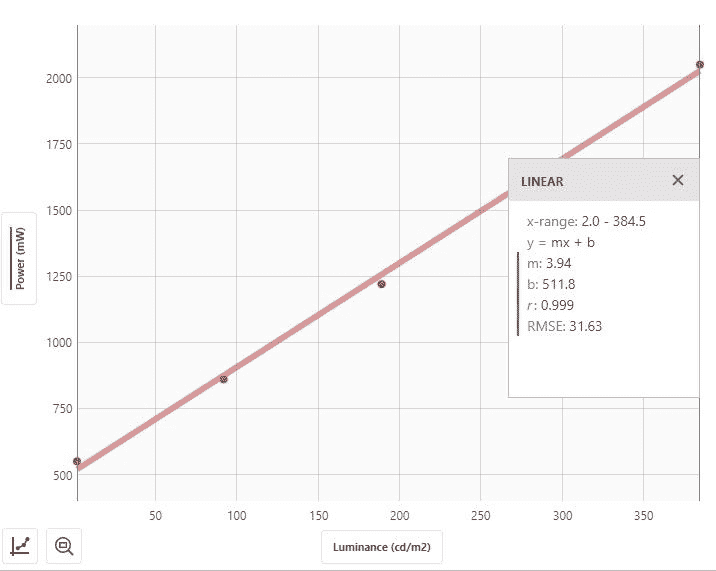 2000
1750
1500
1250
1000
750
500
Power (mW)
50 100 150 200 250 300 350
Luminance (cd/m2)
LINEAR
x-range: 2.0 - 384.5
y = mx + b
m: 3.94
b: 511.8
r: 0.999
RMSE: 31.63